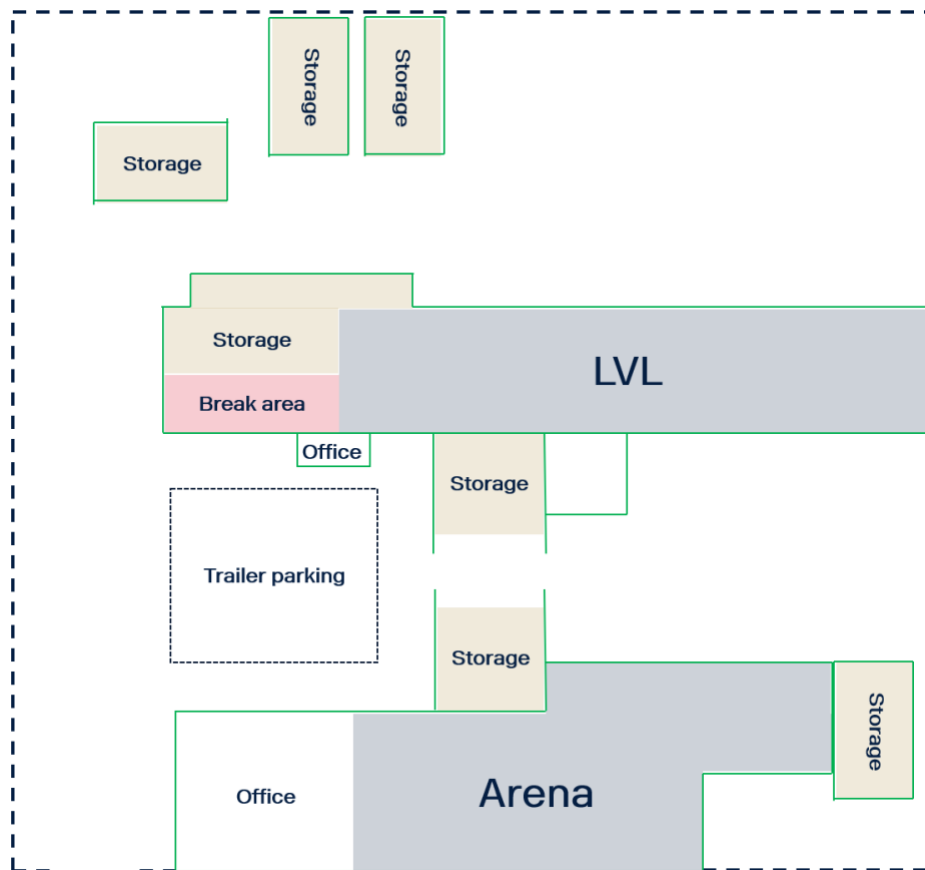 Storage
Storage
Storage
Storage
LVL
Break area
Office
Storage
Trailer parking
Storage
Storage
Office
Arena